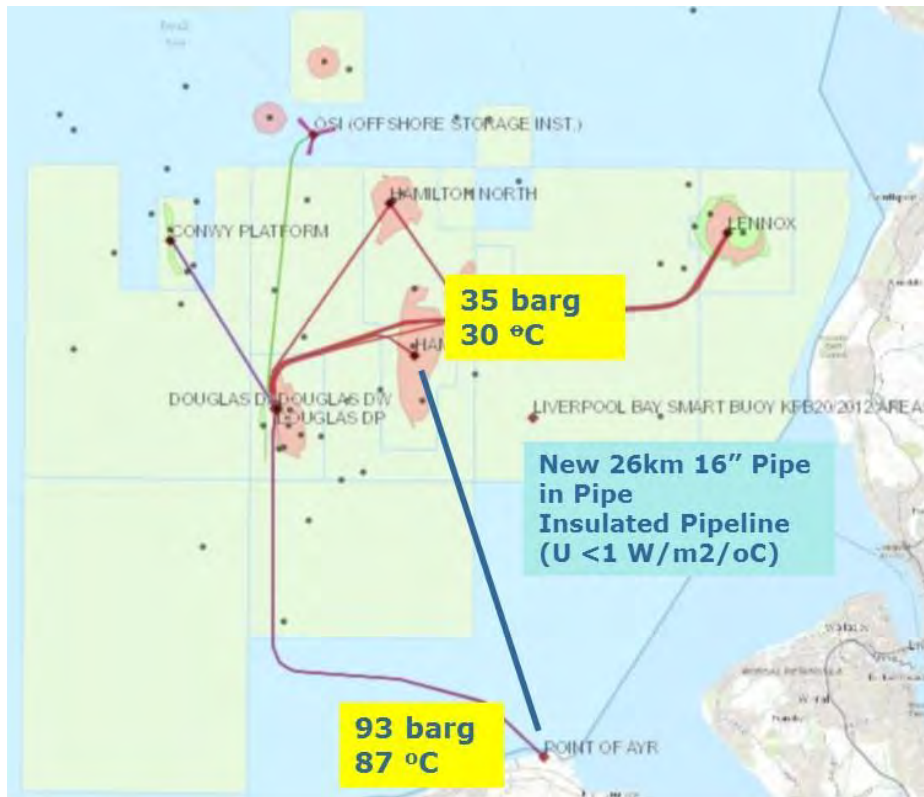 OSI (OFFSHORE STORAGE INST.)
HAMILTON NORTH
LENNOX
CONWY PLATFORM
35 barg
30 ºC
HAM
DOUGLAS DW
DOUGLAS DP
LIVERPOOL BAY SMART BUOY KPB20/2012 AREAS
New 26km 16” Pipe
in Pipe
Insulated Pipeline
(U <1 W/m2/oC)
93 barg
87 ºC
POINT OF AYR